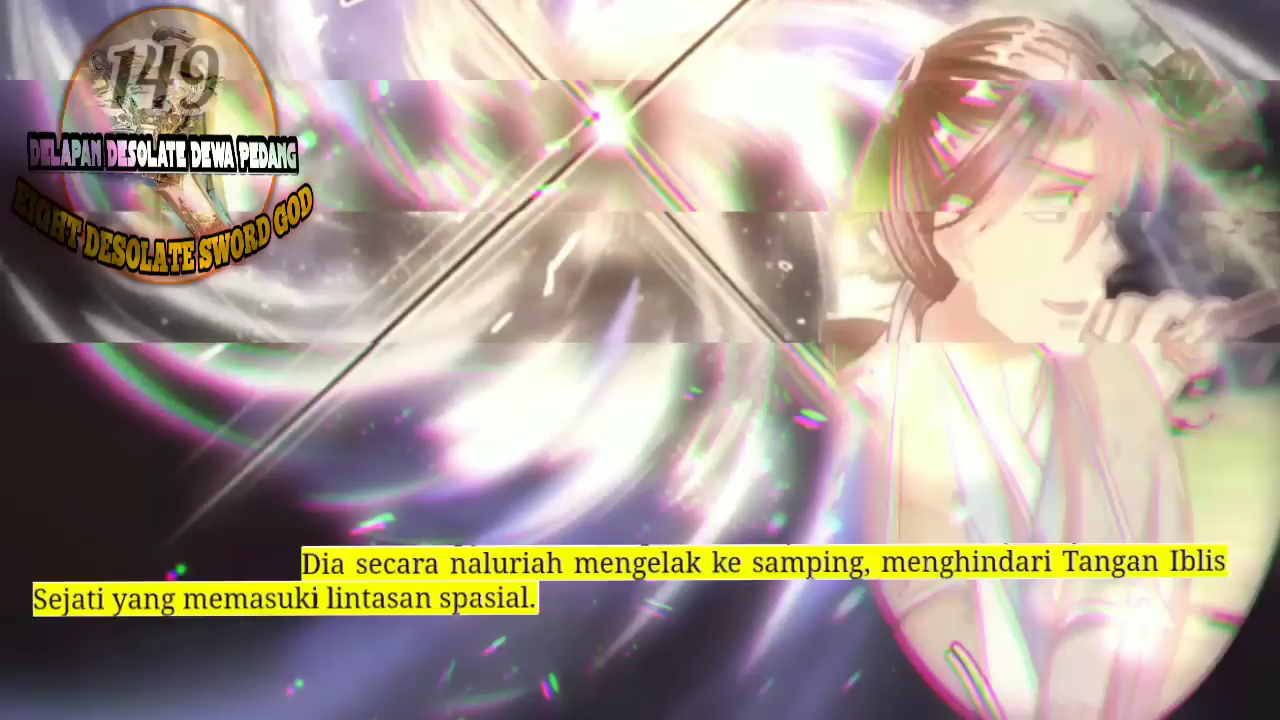 149
DELAPAN DESOLATE DEWA PEDANG
EIGHT DESOLATE SWORD GOD
Dia secara naluriah mengelak ke samping, menghindari Tangan Iblis
Sejati yang memasuki lintasan spasial.